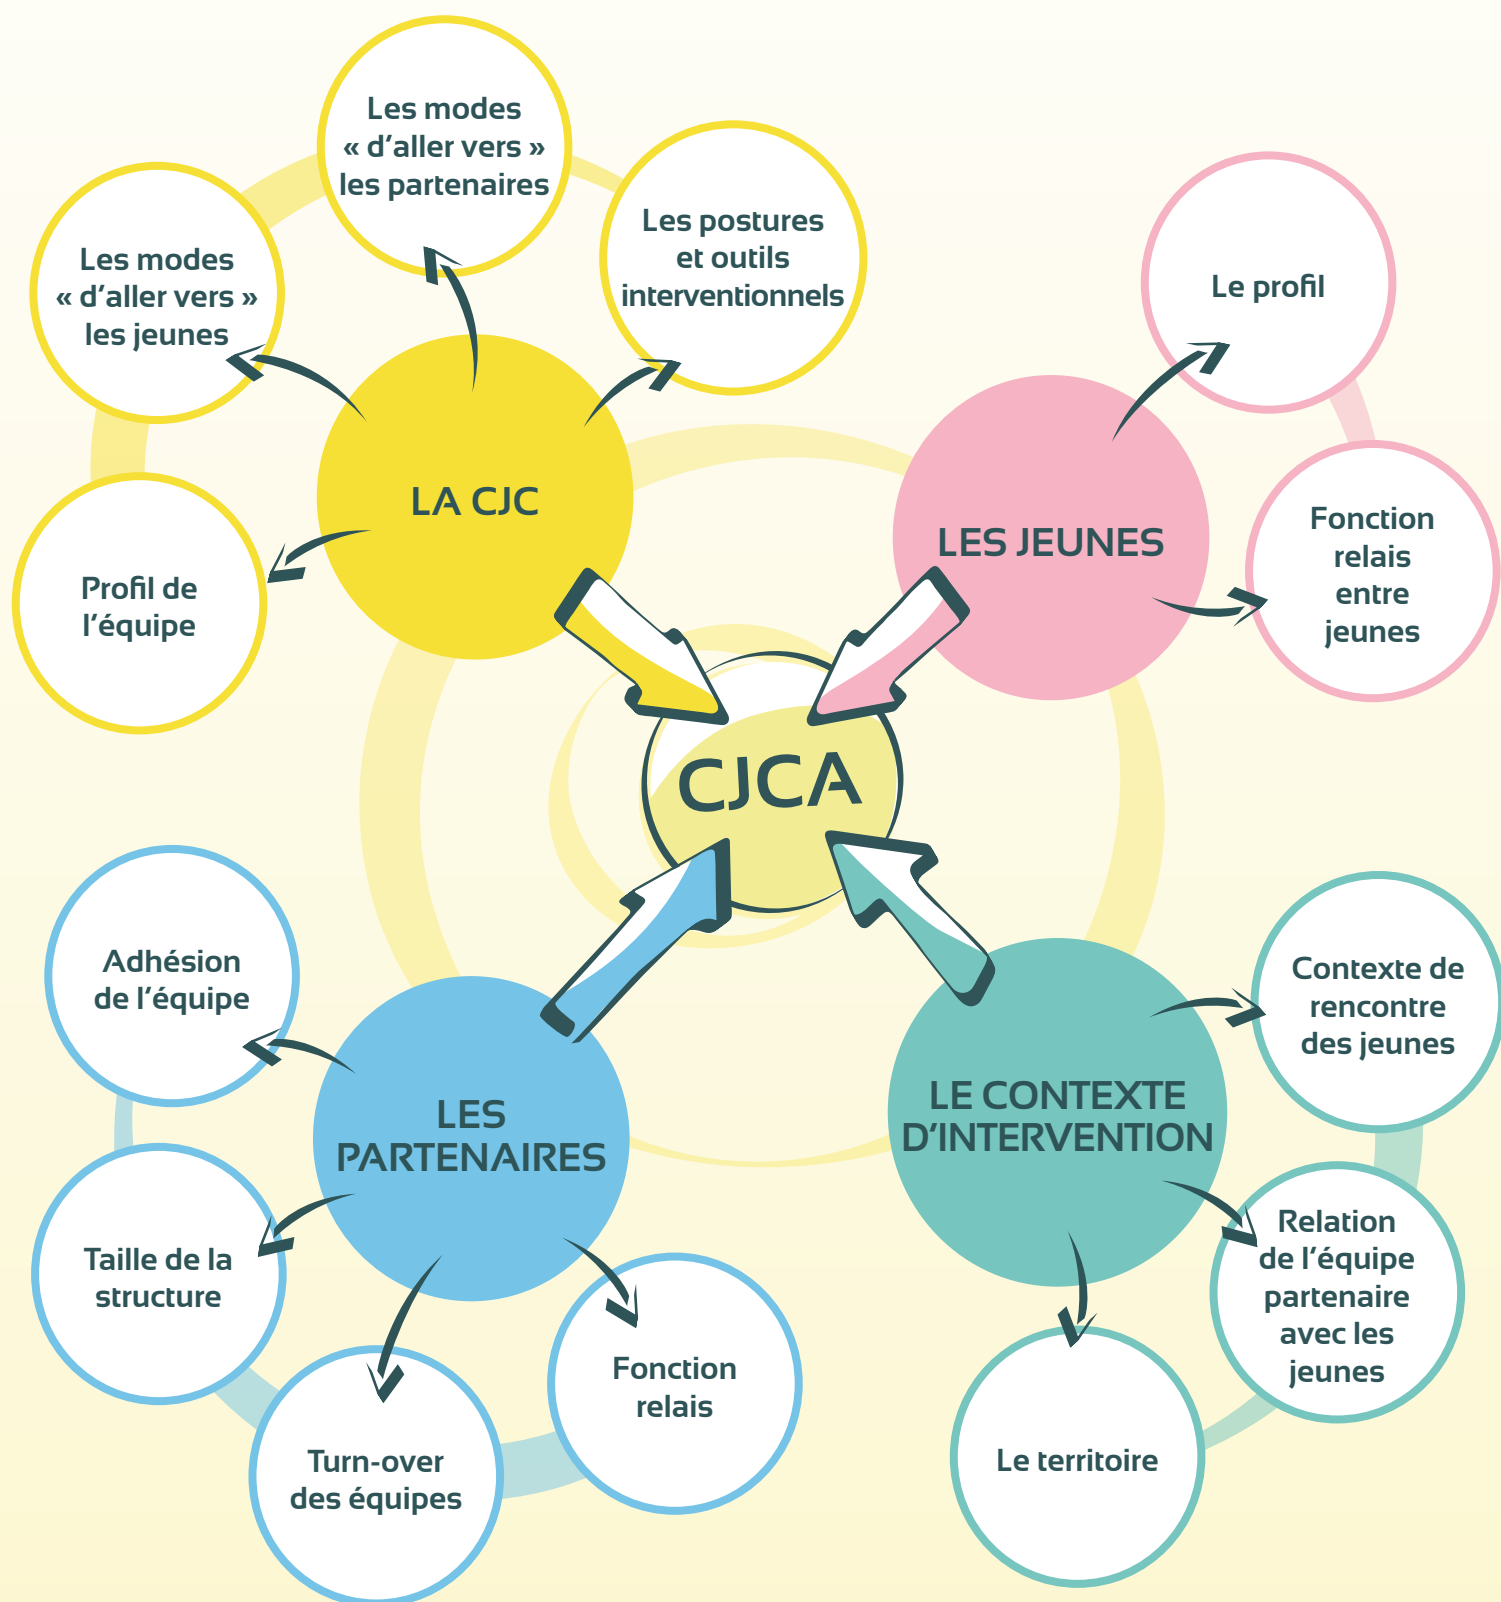 Les modes
« d'aller vers »
les partenaires
Les modes
« d'aller vers »
les jeunes
Les postures
et outils
interventionnels
Profil de
l'équipe
LA CJC
Le profil
Fonction
relais
entre
jeunes
LES JEUNES
CJCA
Adhésion
de l'équipe
Taille de la
structure
Turn-over
des équipes
Fonction
relais
LES
PARTENAIRES
LE CONTEXTE
D'INTERVENTION
Contexte de
rencontre
des jeunes
Relation
de l'équipe
partenaire
avec les
jeunes
Le territoire